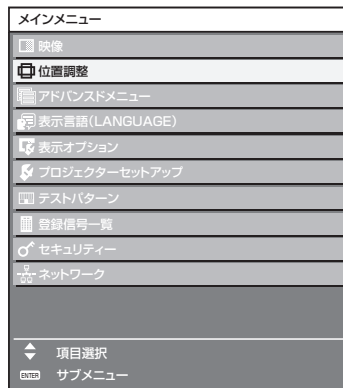 メインメニュー
映像
位置調整
アドバンスドメニュー
表示言語(LANGUAGE)
表示オプション
プロジェクターセットアップ
テストパターン
登録信号一覧
セキュリティー
ネットワーク
項目選択
ENTER サブメニュー